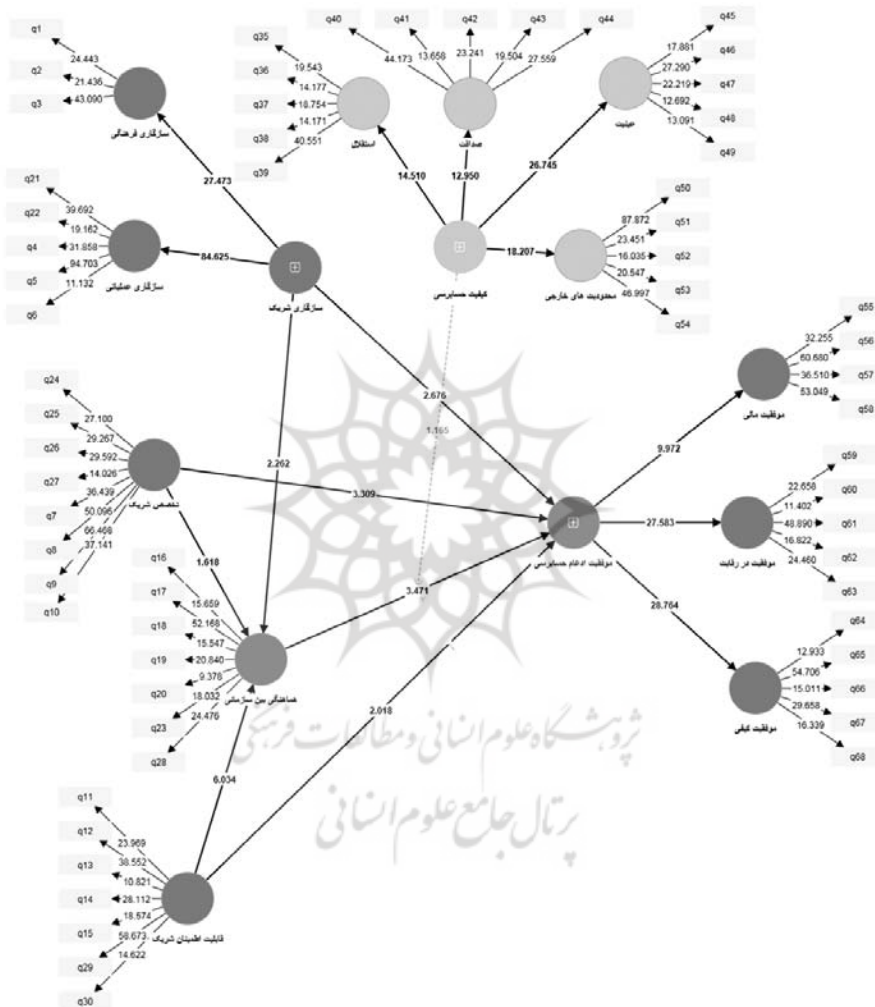 q1
24.443
q2
21.436
q3
43.090
سازگاری فرهنگی
27.473
q21
39.692
q22
19.162
q4
31.858
q5
94.703
q6
11.132
سازگاری عملیاتی
84.625
سازگاری شریک
q35
19.543
q36
14.177
q37
18.754
q38
14.171
q39
40.551
استقلال
14.510
q40
q41
q42
q43
q44
44.173
13.658
23.241
19.504
27.559
صداقت
12.950
q45
17.881
q46
27.290
q47
22.219
q48
12.692
q49
13.091
عینیت
26.745
کیفیت حسابرسی
18.207
q50
87.872
q51
23.451
q52
16.035
q53
20.547
q54
46.997
محدودیت های خارجی
2.676
1.165
2.262
q24
27.100
q25
29.267
q26
29.592
q27
14.026
q7
36.439
q8
50.096
q9
66.468
q10
37.141
تخصص شریک
3.309
1.618
q16
15.659
q17
52.168
q18
15.547
q19
20.840
q20
9.378
q23
18.032
q28
24.476
هماهنگی بین سازمانی
3.471
موفقیت ادغام حسابرسی
q55
32.255
q56
60.680
q57
36.510
q58
53.049
موفقیت مالی
9.972
q59
22.658
q60
11.402
q61
48.890
q62
16.822
q63
24.460
موفقیت در رقابت
27.583
q64
12.933
q65
54.706
q66
15.011
q67
29.658
q68
16.339
موفقیت کیفی
28.764
2.018
6.034
q11
23.969
q12
38.552
q13
10.821
q14
28.112
q15
18.574
q29
58.673
q30
14.622
قابلیت اطمینان شریک
پژوهشگاه علوم انسانی و مطالعات فرهنگی
پرتال جامع علوم انسانی